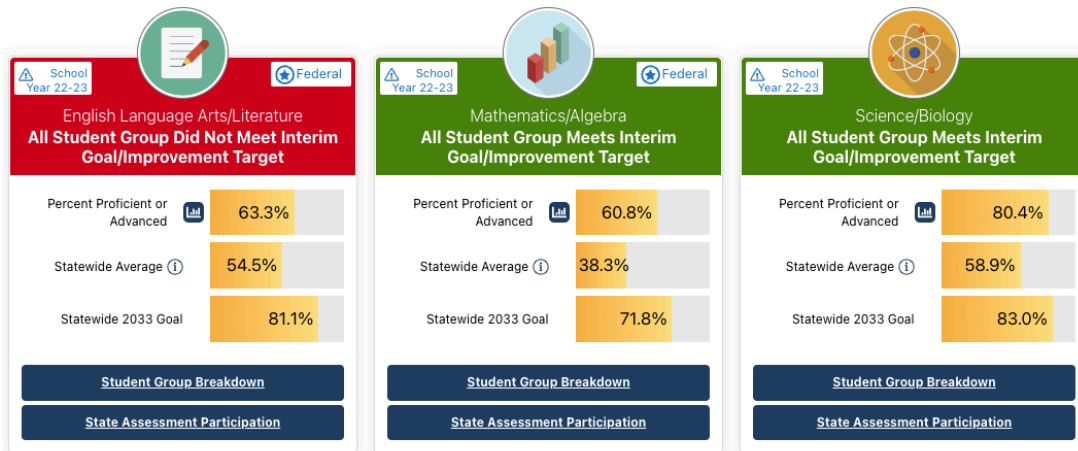 School
Year 22-23
Federal
English Language Arts/Literature
All Student Group Did Not Meet Interim
Goal/Improvement Target
Percent Proficient or
Advanced
63.3%
Statewide Average
54.5%
Statewide 2033 Goal
81.1%
Student Group Breakdown
State Assessment Participation
School
Year 22-23
Federal
Mathematics/Algebra
All Student Group Meets Interim
Goal/Improvement Target
Percent Proficient or
Advanced
60.8%
Statewide Average
38.3%
Statewide 2033 Goal
71.8%
Student Group Breakdown
State Assessment Participation
School
Year 22-23
Science/Biology
All Student Group Meets Interim
Goal/Improvement Target
Percent Proficient or
Advanced
80.4%
Statewide Average
58.9%
Statewide 2033 Goal
83.0%
Student Group Breakdown
State Assessment Participation